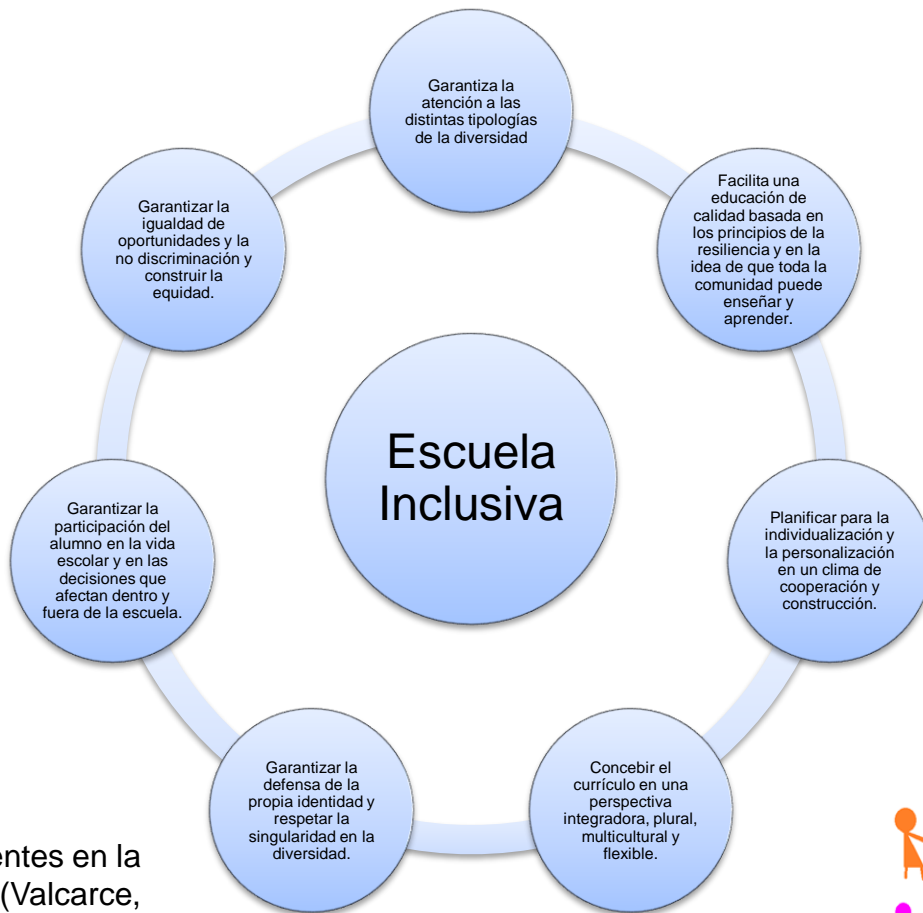 Garantiza la
atención a las
distintas tipologías
de la diversidad
Facilita una
educación de
calidad basada en
los principios de la
resiliencia y en la
idea de que toda la
comunidad puede
enseñar y
aprender.
Planificar para la
individualización y
la personalización
en un clima de
cooperación y
construcción.
Concebir el
currículo en una
perspectiva
integradora, plural,
multicultural y
flexible.
Garantizar la
defensa de la
propia identidad y
respetar la
singularidad en la
diversidad.
Garantizar la
participación del
alumno en la vida
escolar y en las
decisiones que
afectan dentro y
fuera de la escuela.
Garantizar la
igualdad de
oportunidades y la
no discriminación y
construir la
equidad.
Escuela
Inclusiva
en la
(Valcarce,